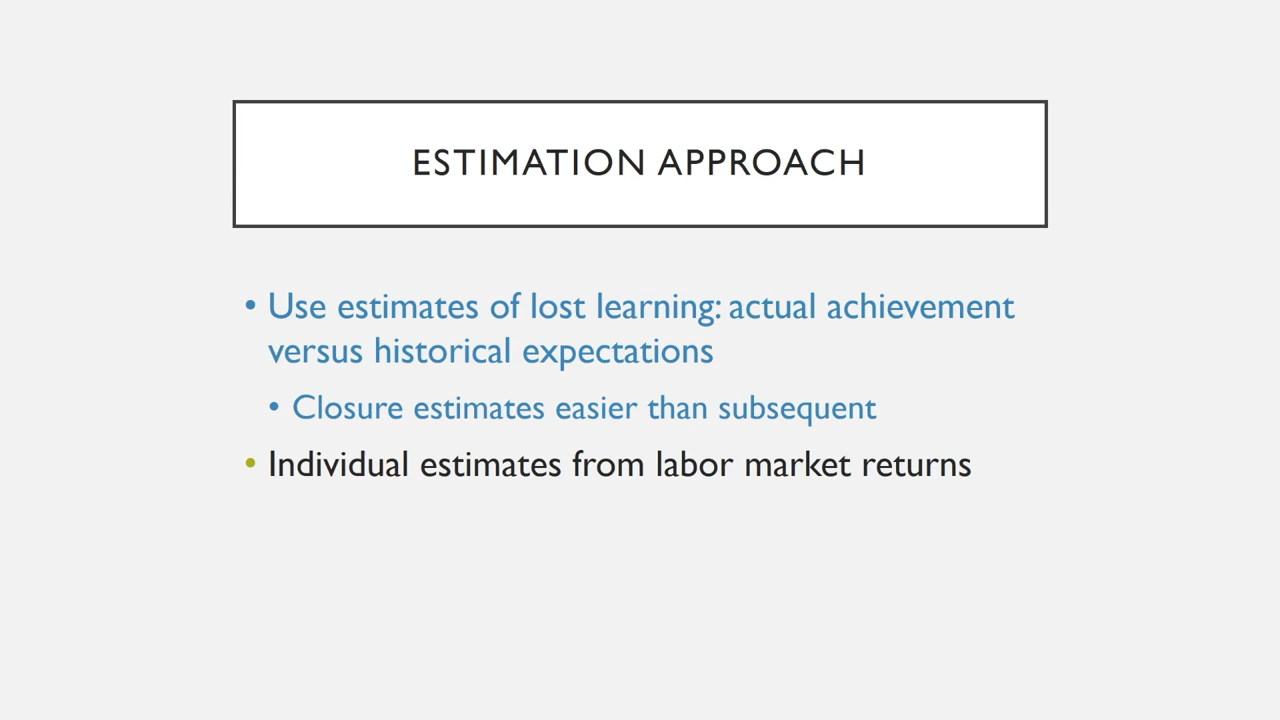 ESTIMATION APPROACH
• Use estimates of lost learning: actual achievement
versus historical expectations
• Closure estimates easier than subsequent
• Individual estimates from labor market returns